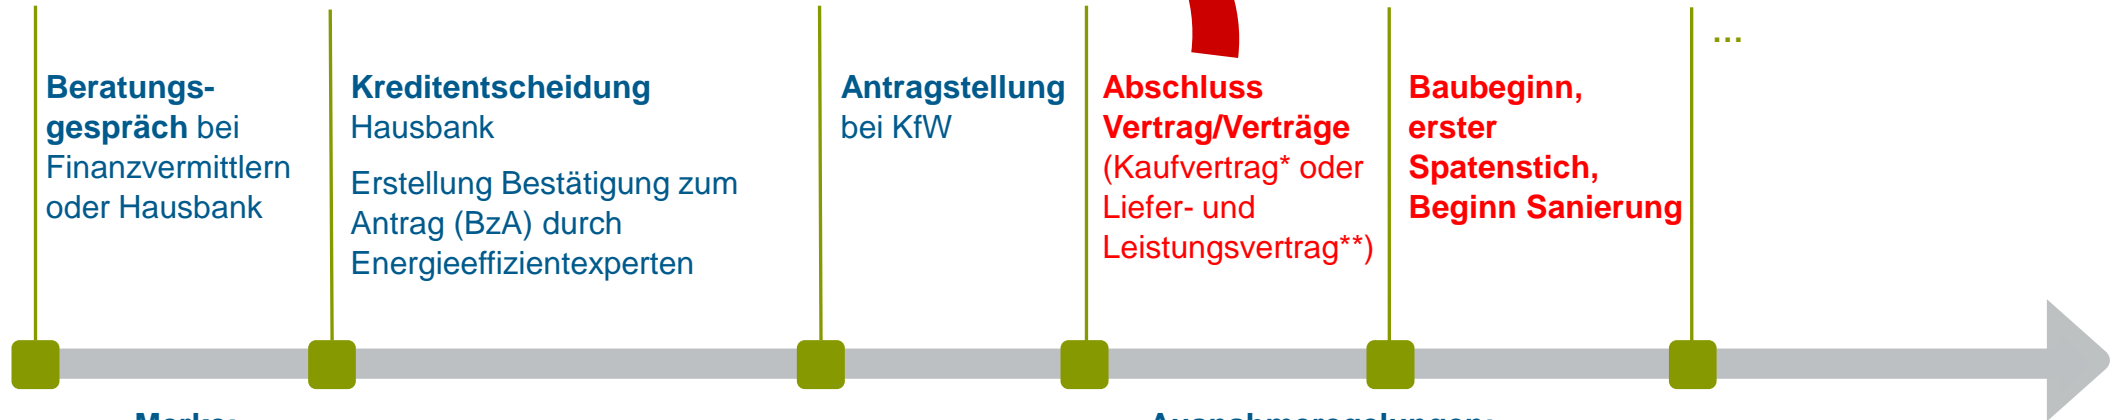 Beratungs-
gespräch bei
Finanzvermittlern
oder Hausbank
Kreditentscheidung
Hausbank
Erstellung Bestätigung zum
Antrag (BzA) durch
Energieeffizientexperten
Antragstellung
bei KfW
Abschluss
Vertrag/Verträge
(Kaufvertrag* oder
Liefer- und
Leistungsvertrag**)
Baubeginn,
erster
Spatenstich,
Beginn Sanierung
...